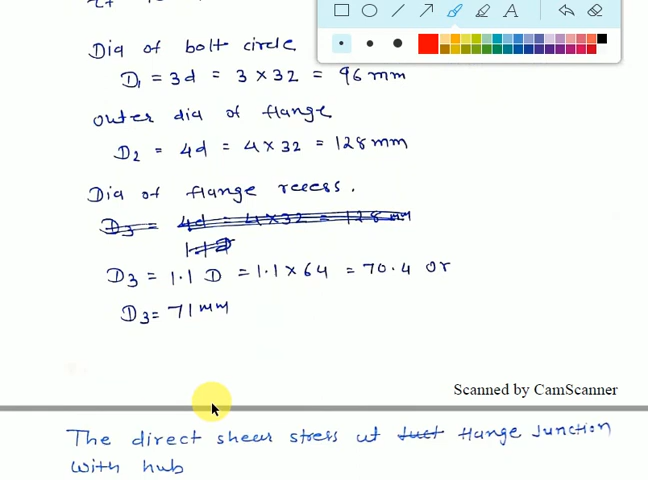 Dia of bolt circle
D1 = 3d = 3 × 32 = 96 mm
outer dia of flange
D2 = 4d = 4 × 32 = 128 mm
Dia of flange recess.
D3 = 4d = 4 × 32 = 128 mm
D3 = 1.1 D = 1.1 × 64 = 70.4 or
D3 = 71 mm
Scanned by CamScanner
The direct shear stress at flange Junction
with hub
A